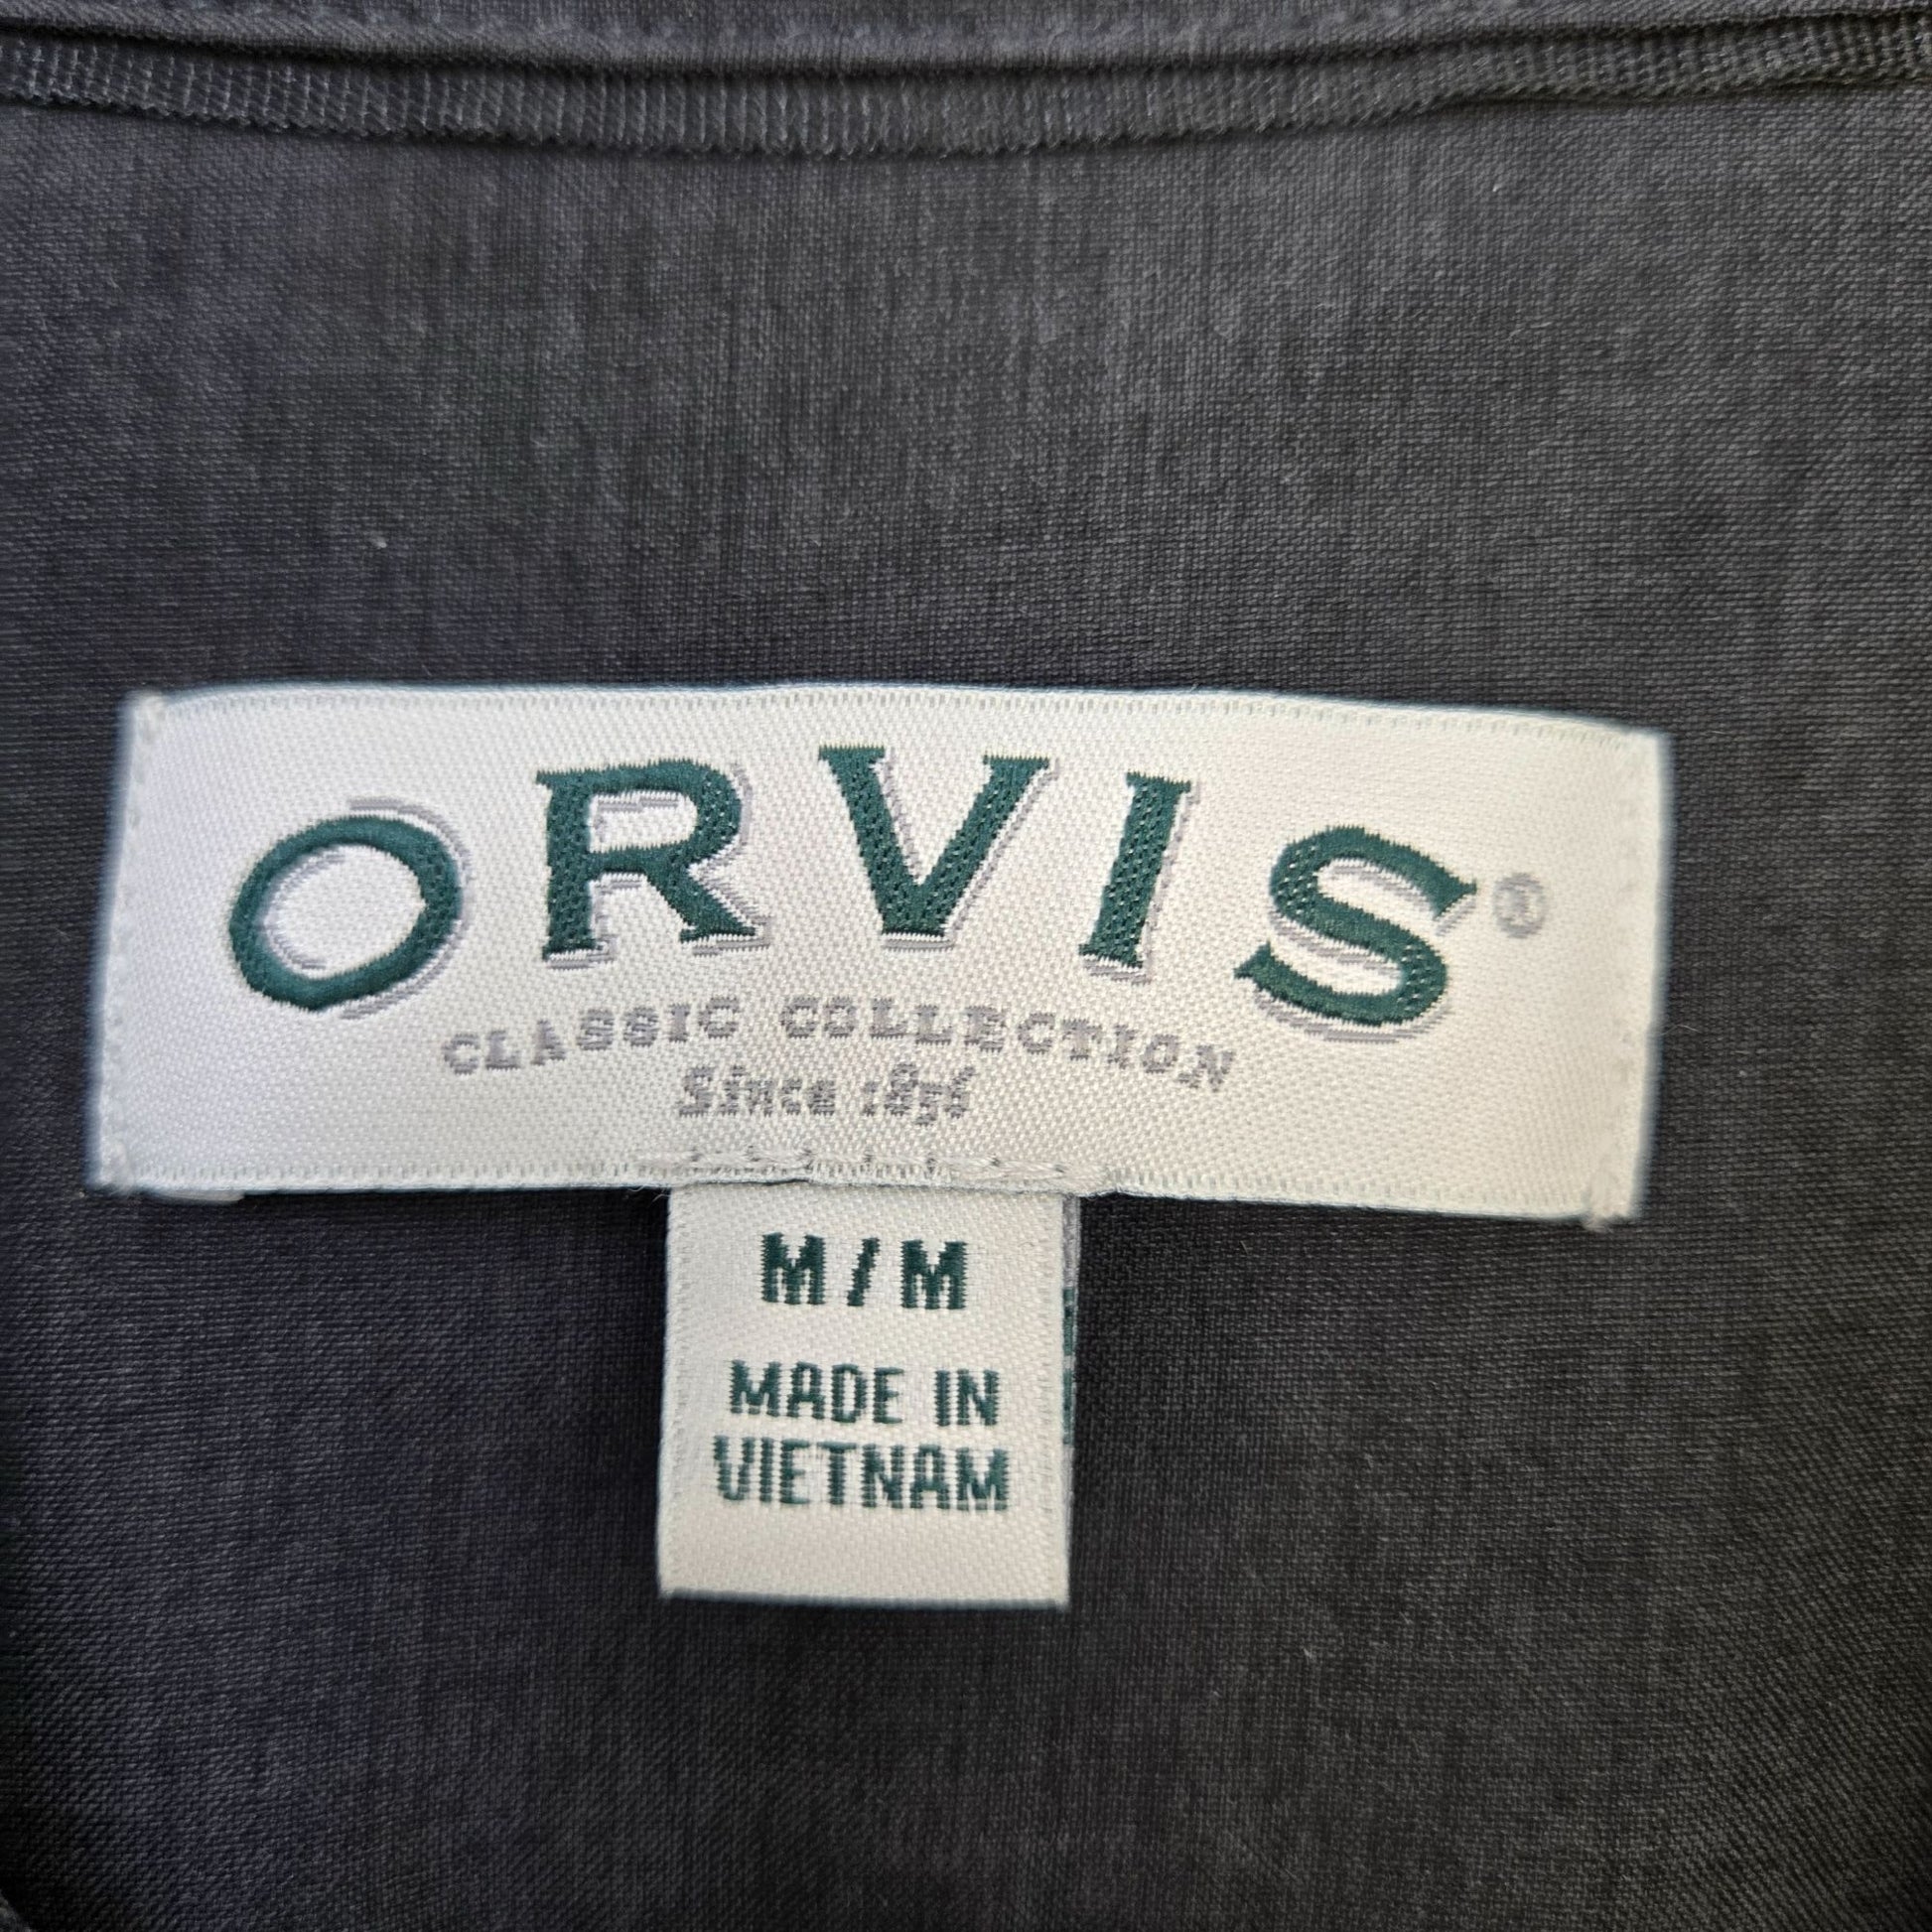 ORVIS®
CLASSIC COLLECTION
Since 1856
M/M
MADE IN
VIETNAM